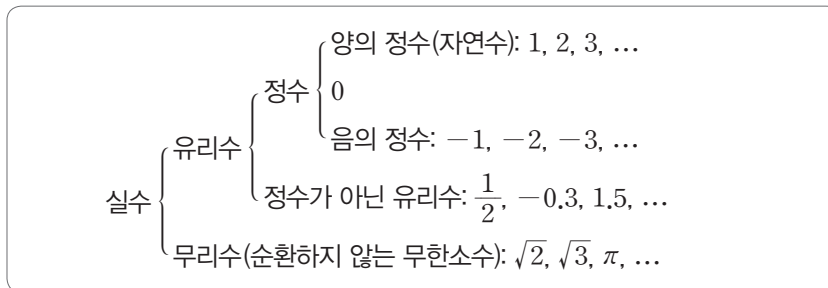 양의 정수(자연수): 1, 2, 3, …
정수
0
유리수
음의 정수: −1, −2, −3, …
실수
정수가 아닌 유리수: 1/2, −0.3, 1.5, …
무리수(순환하지 않는 무한소수): √2, √3, π, …